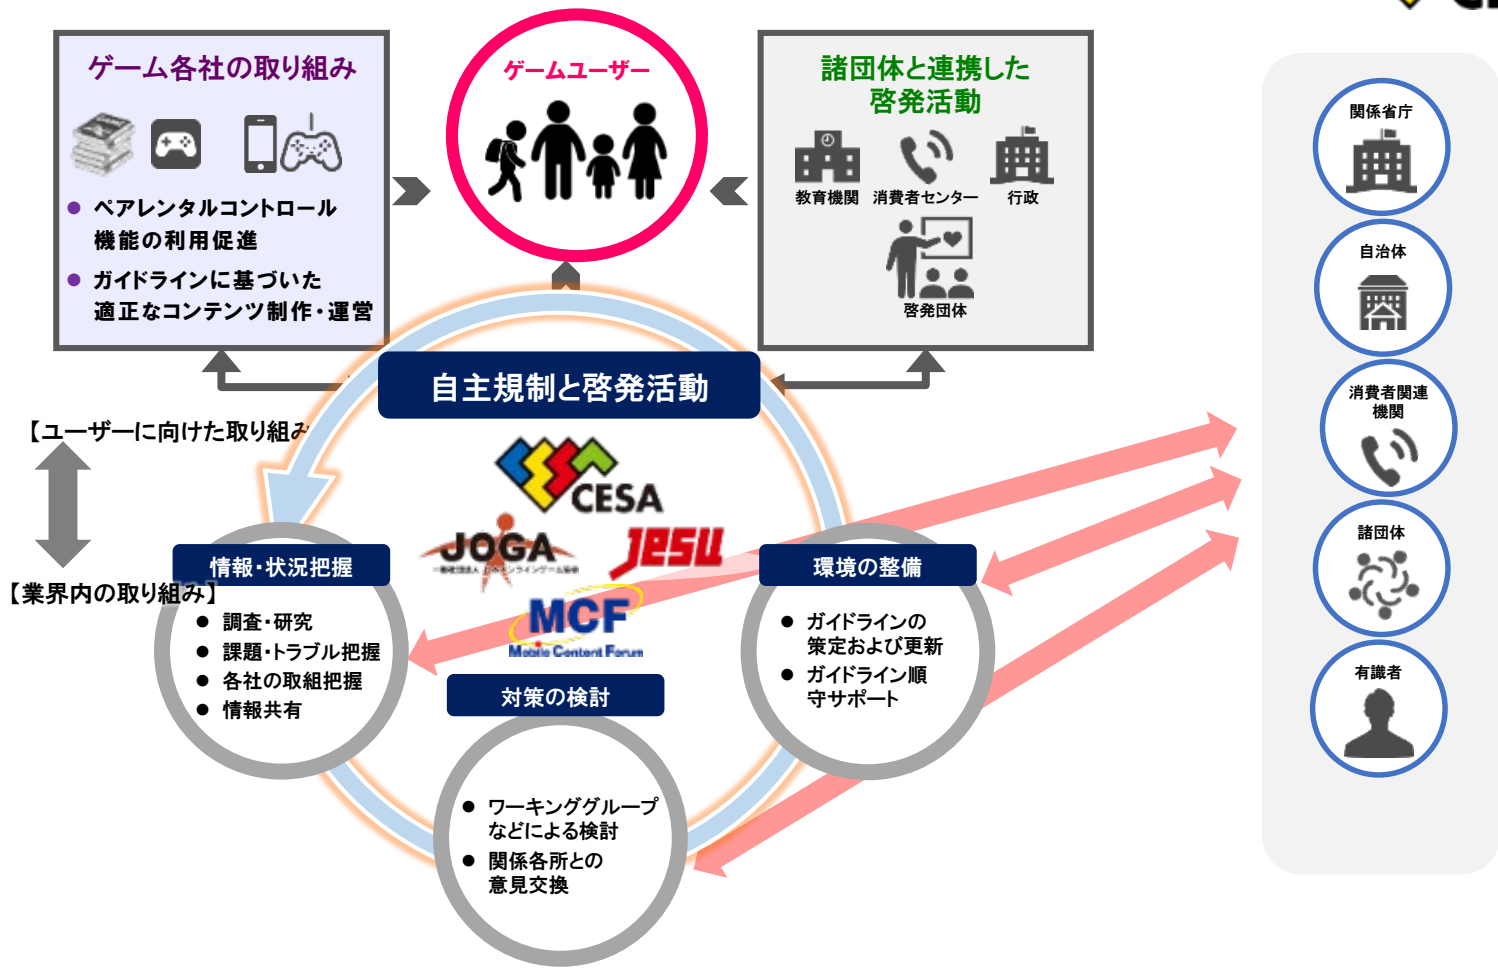 ゲーム各社の取り組み
● ペアレンタルコントロール
機能の利用促進
● ガイドラインに基づいた
適正なコンテンツ制作・運営
ゲームユーザー
諸団体と連携した
啓発活動
教育機関
消費者センター
行政
啓発団体
自主規制と啓発活動
【ユーザーに向けた取り組み
【業界内の取り組み】
CESA
JOGA
JESU
MCF
Mobile Content Forum
情報・状況把握
● 調査・研究
● 課題・トラブル把握
● 各社の取組把握
● 情報共有
対策の検討
● ワーキンググループ
などによる検討
● 関係各所との
意見交換
環境の整備
● ガイドラインの
策定および更新
● ガイドライン順
守サポート
関係省庁
自治体
消費者関連
機関
諸団体
有識者